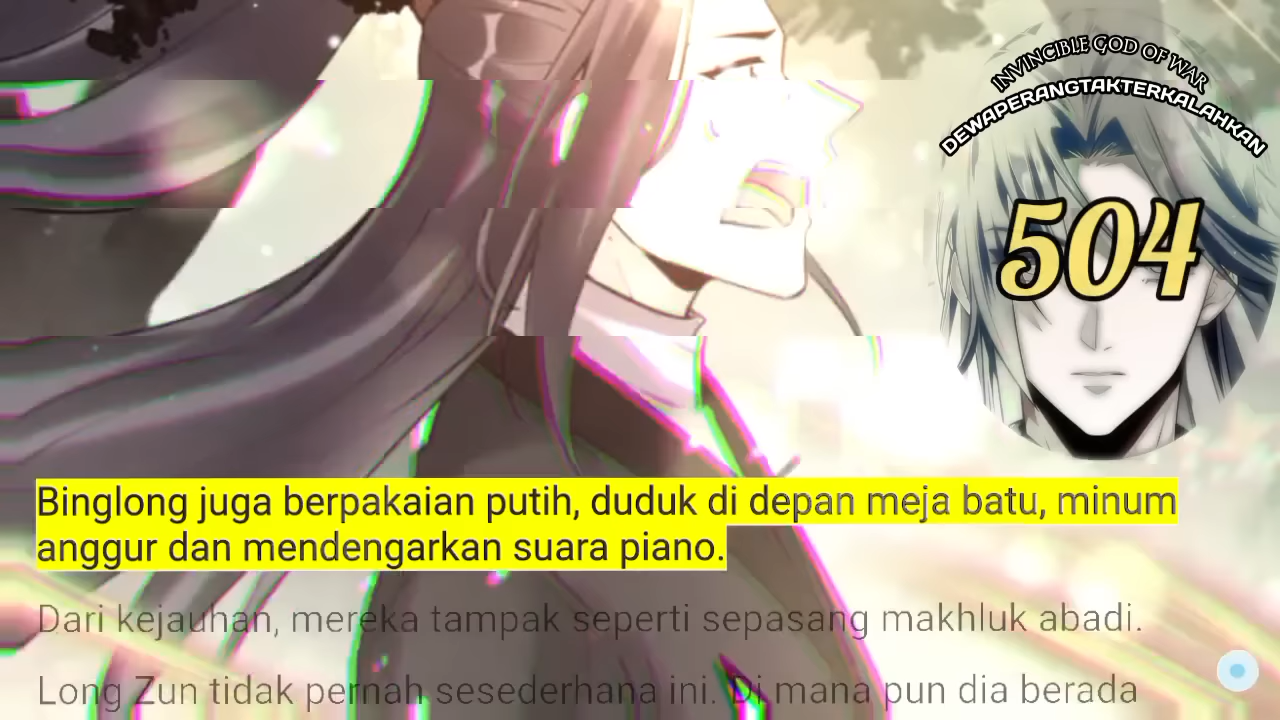 INVINCIBLE GOD OF WAR
DEWAPERANGTAKTERKALAHKAN
504
Binglong juga berpakaian putih, duduk di depan meja batu, minum
anggur dan mendengarkan suara piano.
Dari kejauhan, mereka tampak seperti sepasang makhluk abadi.
Long Zun tidak pernah sesederhana ini. Di mana pun dia berada